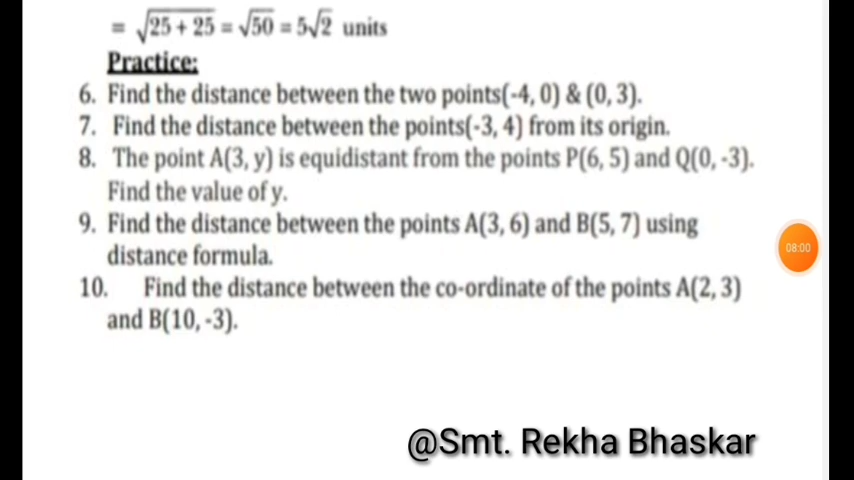 = √25 + 25 = √50 = 5√2 units
Practice:
6. Find the distance between the two points(-4, 0) & (0, 3).
7. Find the distance between the points(-3, 4) from its origin.
8. The point A(3, y) is equidistant from the points P(6, 5) and Q(0, -3).
Find the value of y.
9. Find the distance between the points A(3, 6) and B(5, 7) using
distance formula.
08:00
10. Find the distance between the co-ordinate of the points A(2, 3)
and B(10, -3).
@Smt. Rekha Bhaskar